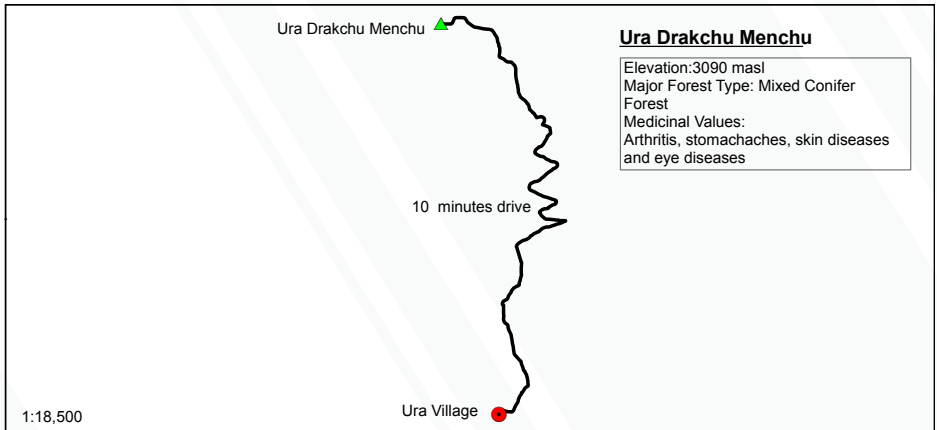 Ura Drakchu Menchu
Ura Drakchu Menchu
Elevation:3090 masl
Major Forest Type: Mixed Conifer
Forest
Medicinal Values:
Arthritis, stomachaches, skin diseases
and eye diseases
10 minutes drive
Ura Village
1:18,500